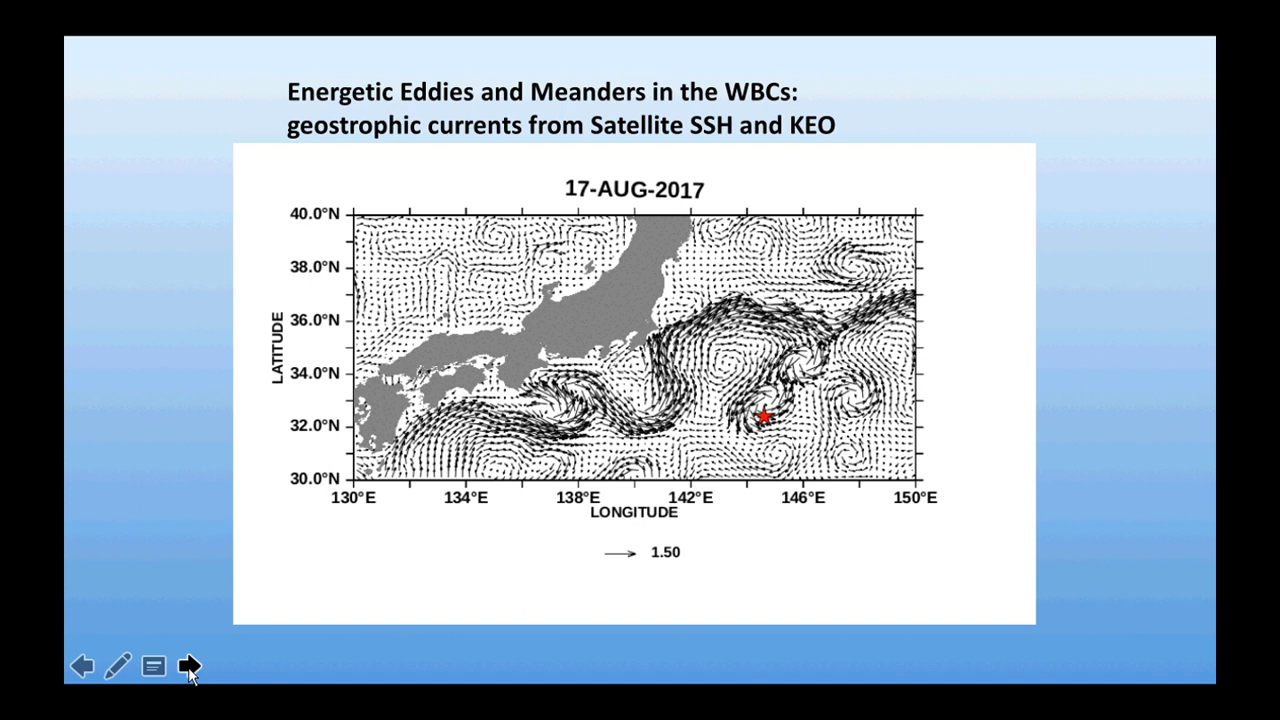 Energetic Eddies and Meanders in the WBCs:
geostrophic currents from Satellite SSH and KEO
17-AUG-2017
40.0°N
38.0°N
36.0°N
34.0°N
32.0°N
30.0°N
LATITUDE
130°E 134°E 138°E 142°E 146°E 150°E
LONGITUDE
1.50